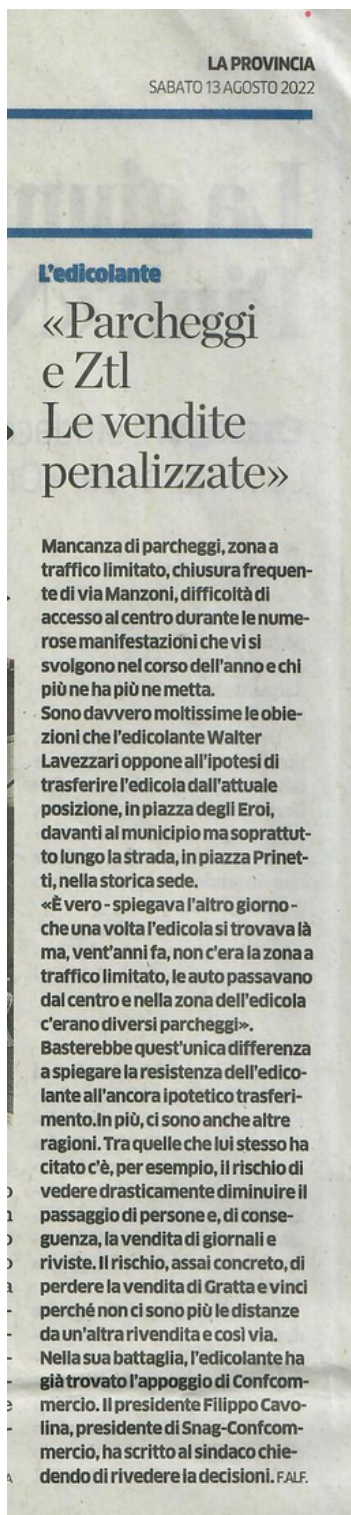 LA PROVINCIA
SABATO 13 AGOSTO 2022
L'edicolante
«Parcheggi
e Ztl
Le vendite
penalizzate»
Mancanza di parcheggi, zona a
traffico limitato, chiusura frequen-
te di via Manzoni, difficoltà di
accesso al centro durante le nume-
rose manifestazioni che vi si
svolgono nel corso dell'anno e chi
più ne ha più ne metta.
Sono davvero moltissime le obie-
zioni che l'edicolante Walter
Lavezzari oppone all'ipotesi di
trasferire l'edicola dall'attuale
posizione, in piazza degli Eroi,
davanti al municipio ma soprattut-
to lungo la strada, in piazza Prinet-
ti, nella storica sede.
«È vero - spiegava l'altro giorno -
che una volta l'edicola si trovava là
ma, vent'anni fa, non c'era la zona a
traffico limitato, le auto passavano
dal centro e nella zona dell'edicola
c'erano diversi parcheggi».
Basterebbe quest'unica differenza
a spiegare la resistenza dell'edico-
lante all'ancora ipotetico trasferi-
mento.In più, ci sono anche altre
ragioni. Tra quelle che lui stesso ha
citato c'è, per esempio, il rischio di
vedere drasticamente diminuire il
passaggio di persone e, di conse-
guenza, la vendita di giornali e
riviste. Il rischio, assai concreto, di
perdere la vendita di Gratta e vinci
perché non ci sono più le distanze
da un'altra rivendita e così via.
Nella sua battaglia, l'edicolante ha
già trovato l'appoggio di Confcom-
mercio. Il presidente Filippo Cavo-
lina, presidente di Snag-Confcom-
mercio, ha scritto al sindaco chie-
dendo di rivedere la decisioni. F.ALF.